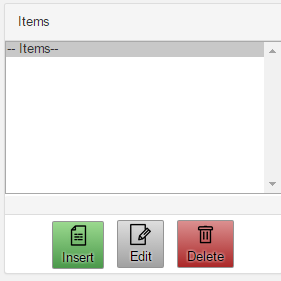 Items
-- Items--
Insert
Edit
Delete